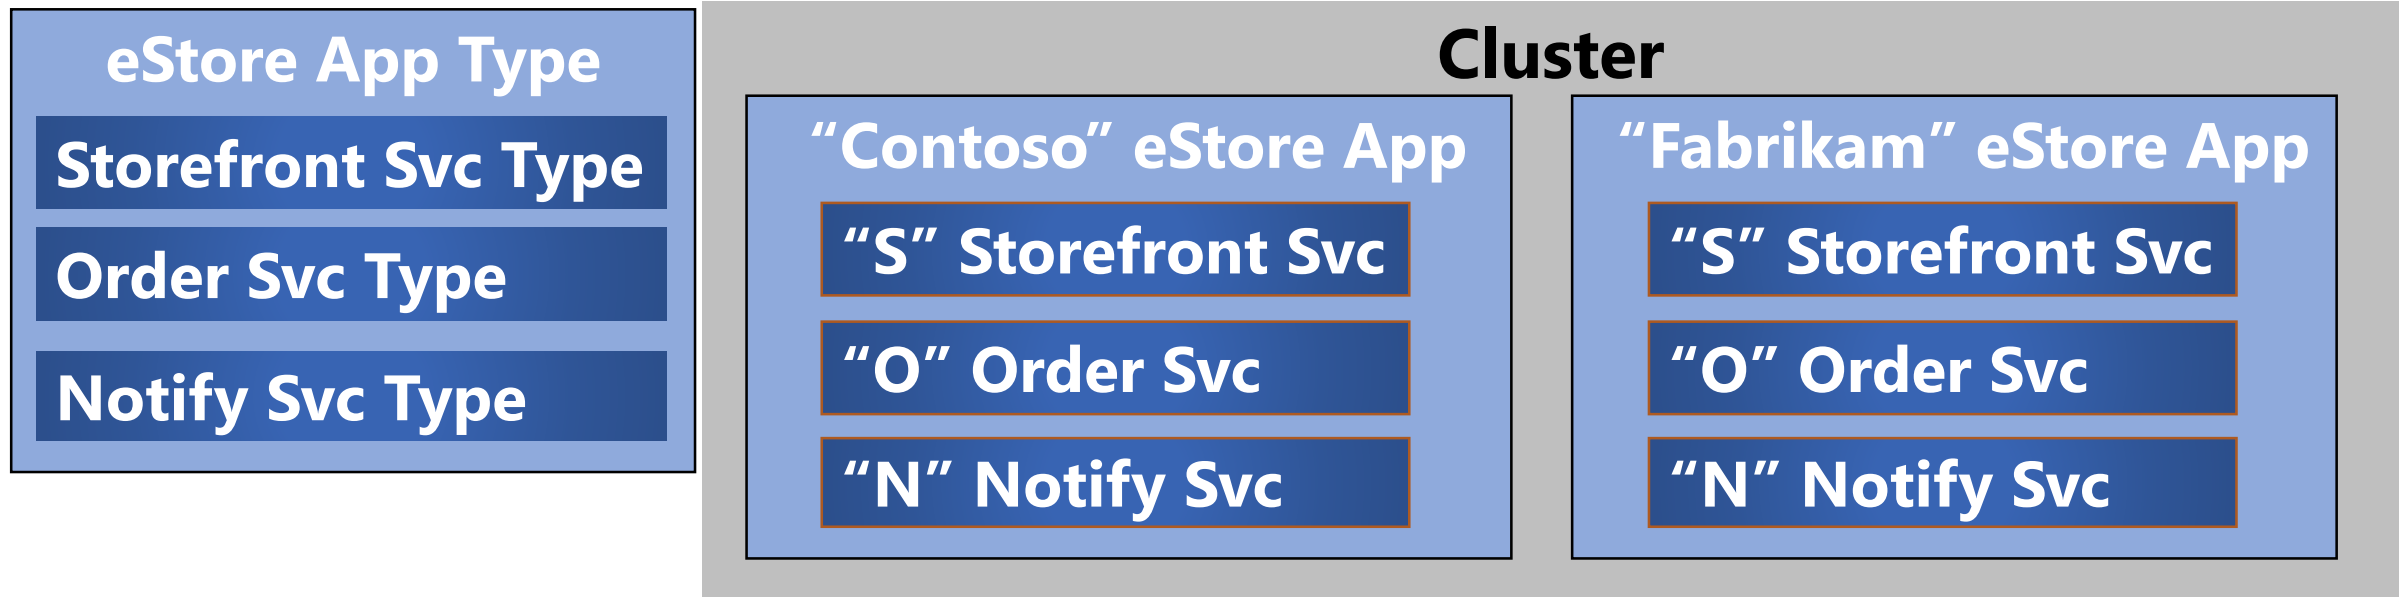 eStore App Type
Storefront Svc Type
Order Svc Type
Notify Svc Type
Cluster
“Contoso” eStore App
“S” Storefront Svc
“O” Order Svc
“N” Notify Svc
“Fabrikam” eStore App
“S” Storefront Svc
“O” Order Svc
“N” Notify Svc